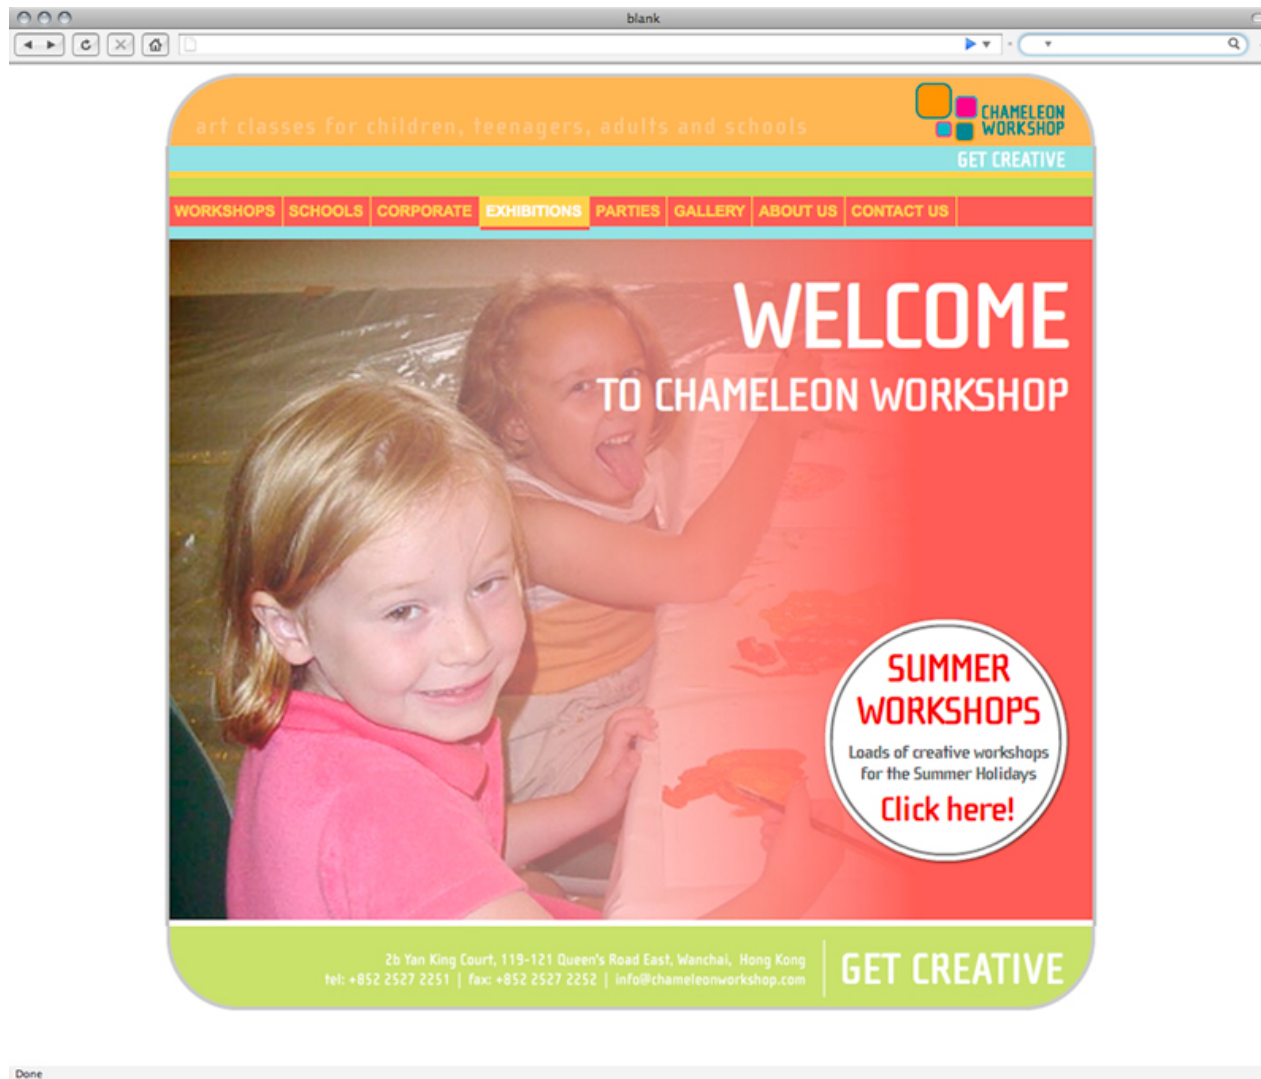 blank
art classes for children, teenagers, adults and schools
CHAMELEON
WORKSHOP
GET CREATIVE
WORKSHOPS SCHOOLS CORPORATE EXHIBITIONS PARTIES GALLERY ABOUT US CONTACT US
WELCOME
TO CHAMELEON WORKSHOP
SUMMER
WORKSHOPS
Loads of creative workshops
for the Summer Holidays
Click here!
2b Yan King Court, 119-121 Queen's Road East, Wanchai, Hong Kong
tel: +852 2527 2251 | fax: +852 2527 2252 | info@chameleonworkshop.com
GET CREATIVE
Done